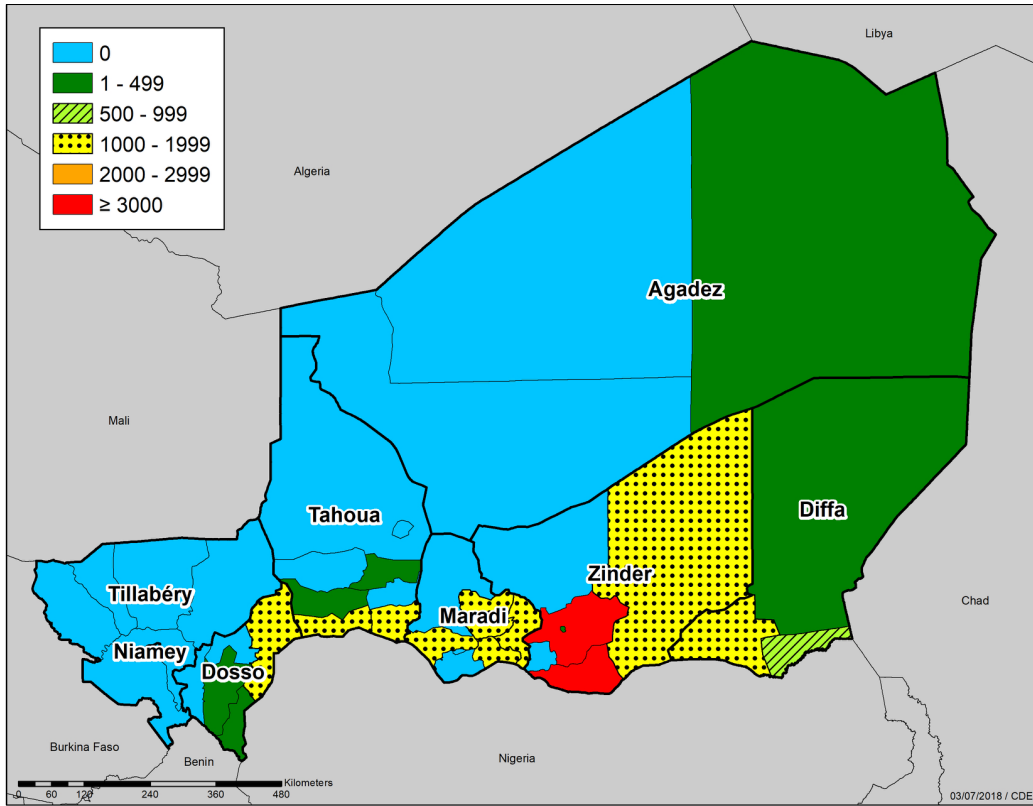 0
1 - 499
500 - 999
1000 - 1999
2000 - 2999
≥ 3000
Libya
Algeria
Agadez
Mali
Tahoua
Diffa
Zinder
Tillabéry
Chad
Maradi
Niamey
Dosso
Burkina Faso
Benin
Nigeria
Kilometers
0 60 120 240 360 480
03/07/2018 / CDE